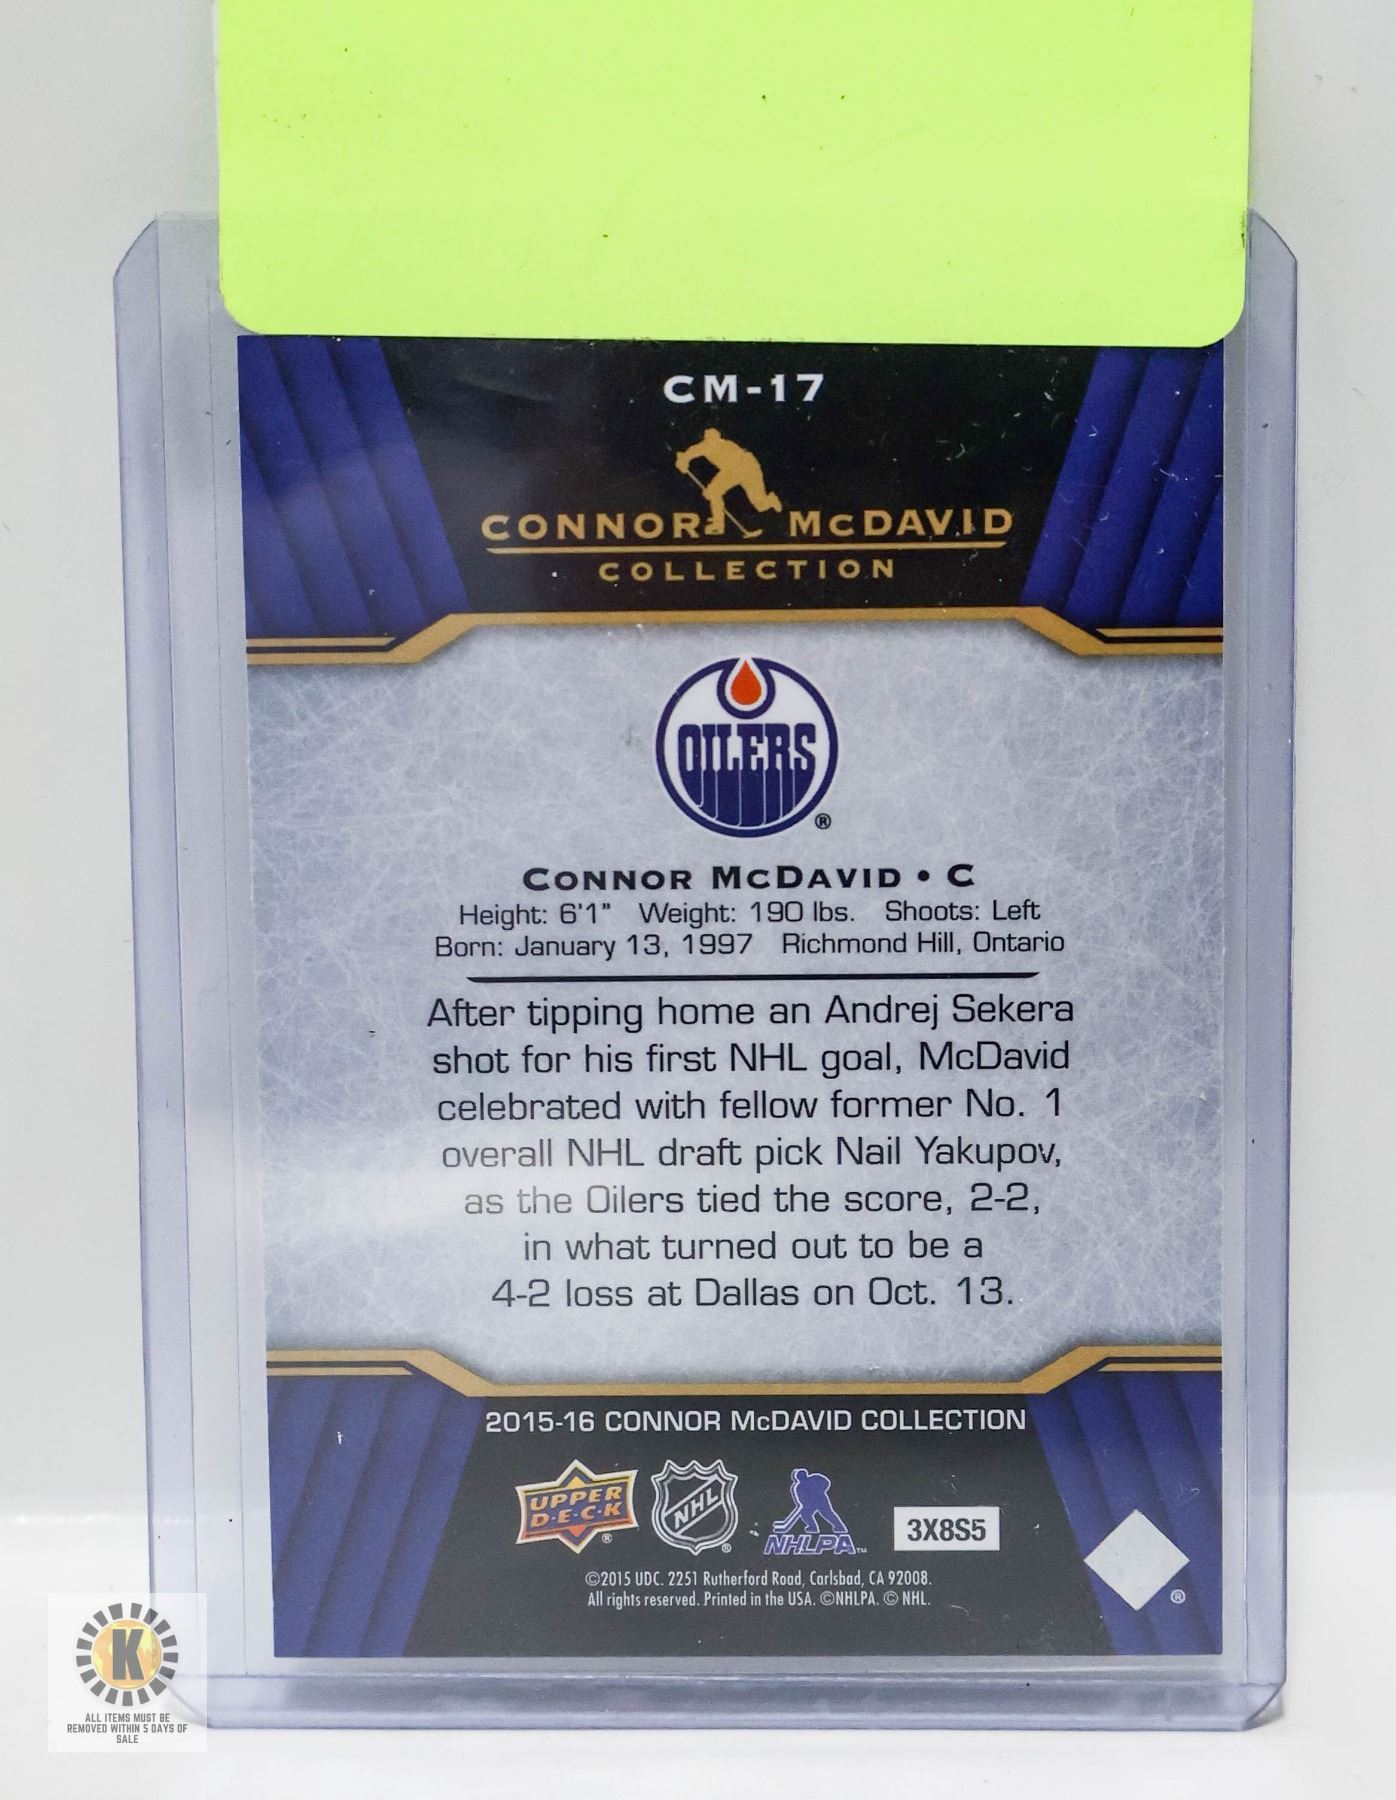 CM-17
CONNOR McDAVID
COLLECTION
OILERS
®
CONNOR McDAVID • C
Height: 6'1" Weight: 190 lbs. Shoots: Left
Born: January 13, 1997 Richmond Hill, Ontario
After tipping home an Andrej Sekera
shot for his first NHL goal, McDavid
celebrated with fellow former No. 1
overall NHL draft pick Nail Yakupov,
as the Oilers tied the score, 2-2,
in what turned out to be a
4-2 loss at Dallas on Oct. 13.
2015-16 CONNOR McDAVID COLLECTION
UPPER
D·E·C·K
®
NHL
®
NHLPA™
3X8S5
®
©2015 UDC. 2251 Rutherford Road, Carlsbad, CA 92008.
All rights reserved. Printed in the USA. ©NHLPA. © NHL.
K
ALL ITEMS MUST BE
REMOVED WITHIN 5 DAYS OF
SALE